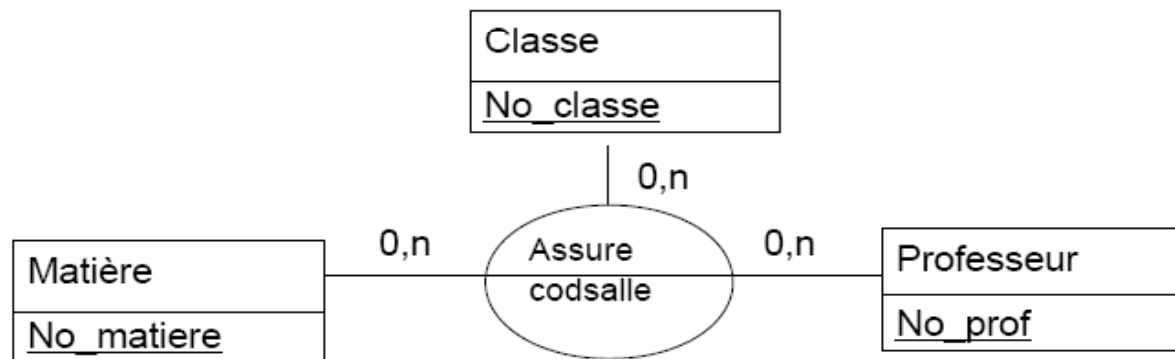 Classe
No_classe
0,n
0,n
Assure
0,n
codsalle
Matière
No_matiere
Professeur
No_prof